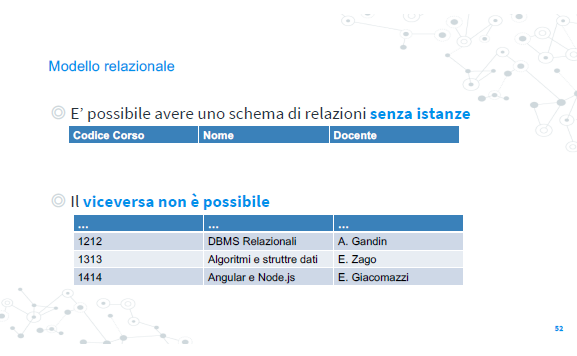 Modello relazionale
E' possibile avere uno schema di relazioni senza istanze
Codice Corso Nome Docente
Il viceversa non è possibile
... ... ...
1212 DBMS Relazionali A. Gandin
1313 Algoritmi e struttre dati E. Zago
1414 Angular e Node.js E. Giacomazzi
52